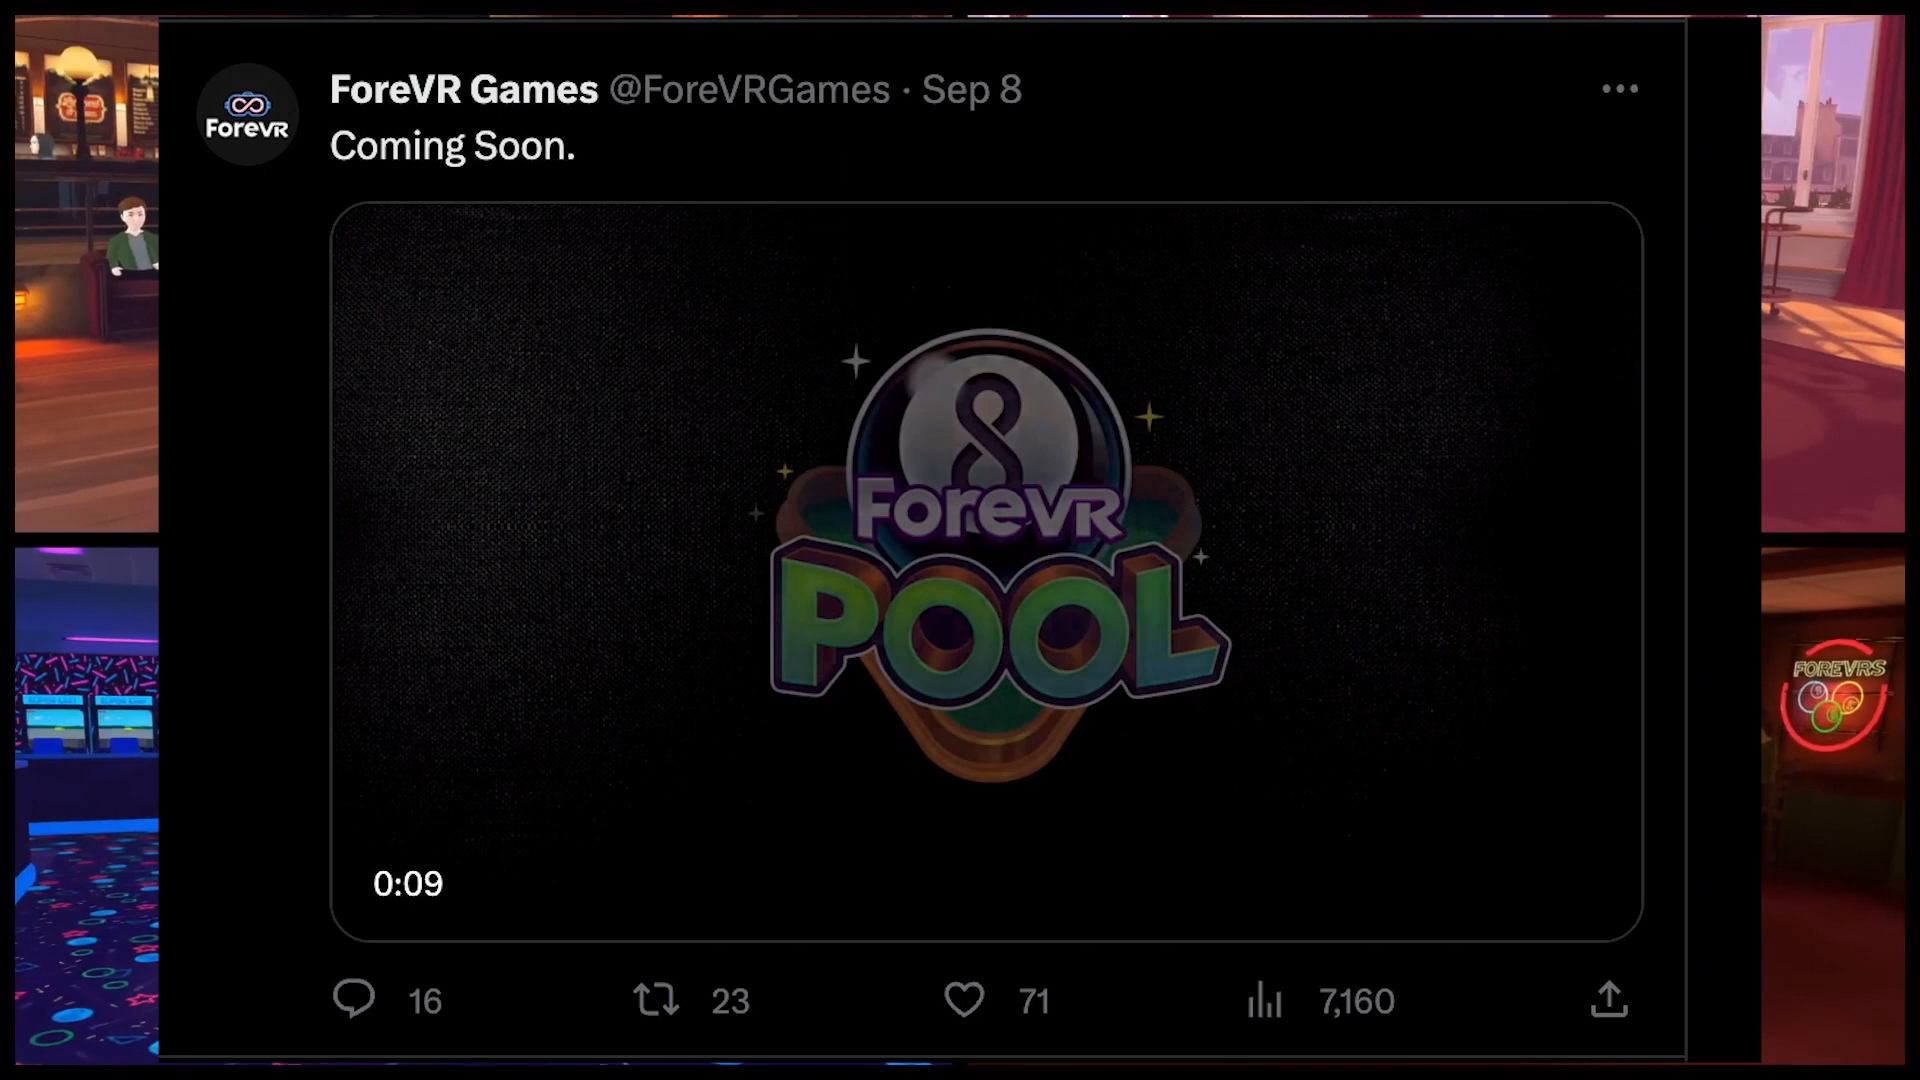 ForeVR Games @ForeVRGames · Sep 8
ForeVR
Coming Soon.
8
ForeVR
POOL
0:09
16 23 71 7,160
FOREVRS